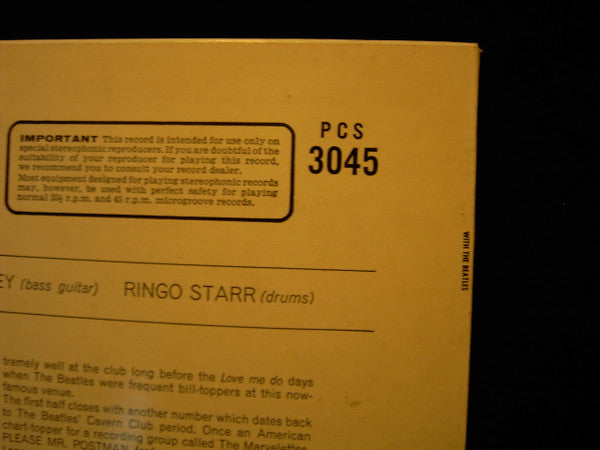 IMPORTANT This record is intended for use only on
special stereophonic reproducers. If you are doubtful of the
suitability of your reproducer for playing this record,
we recommend you to consult your record dealer.
Most equipment designed for playing stereophonic records
may, however, be used with perfect safety for playing
normal 33⅓ r.p.m. and 45 r.p.m. microgroove records.
PCS
3045
WITH THE BEATLES
EY (bass guitar) RINGO STARR (drums)
tremely well at the club long before the Love me do days
when The Beatles were frequent bill-toppers at this now-
famous venue.
The first half closes with another number which dates back
to The Beatles' Cavern Club period. Once an American
chart-topper for a recording group called The Marvelettes
PLEASE MR. POSTMAN